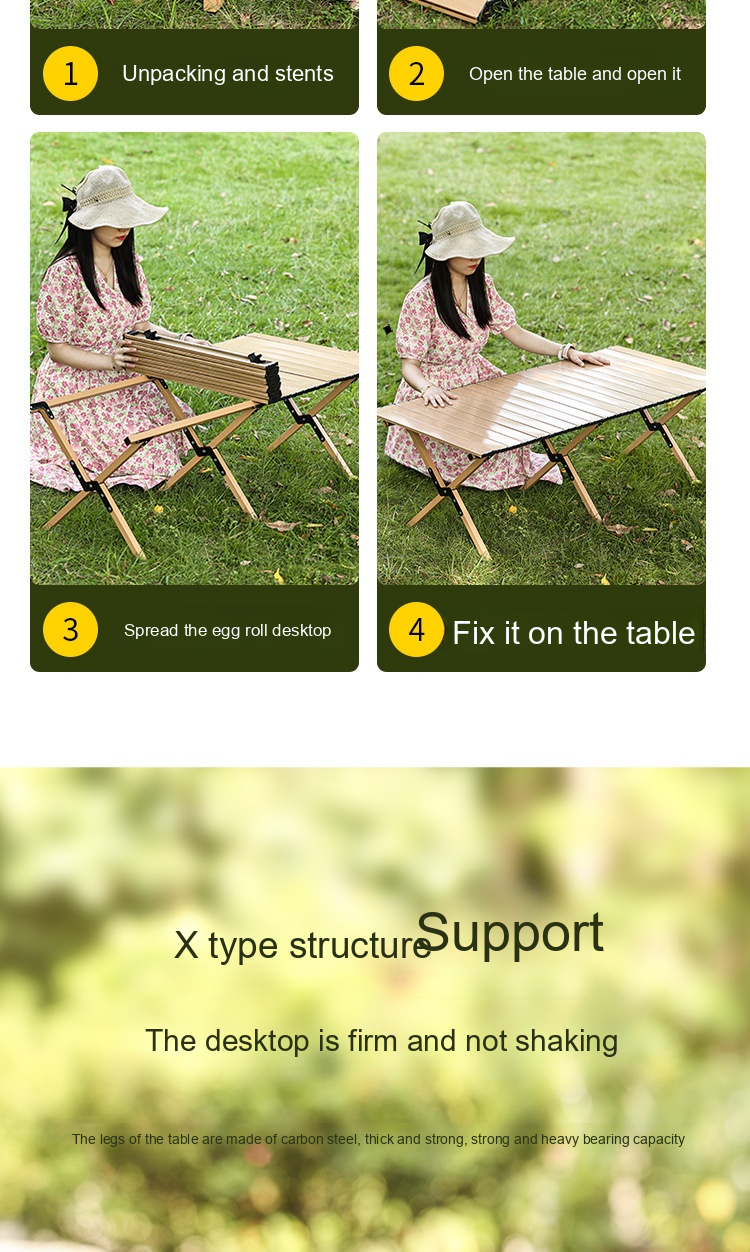 1 Unpacking and stents
2 Open the table and open it
3 Spread the egg roll desktop
4 Fix it on the table
X type structure Support
The desktop is firm and not shaking
The legs of the table are made of carbon steel, thick and strong, strong and heavy bearing capacity